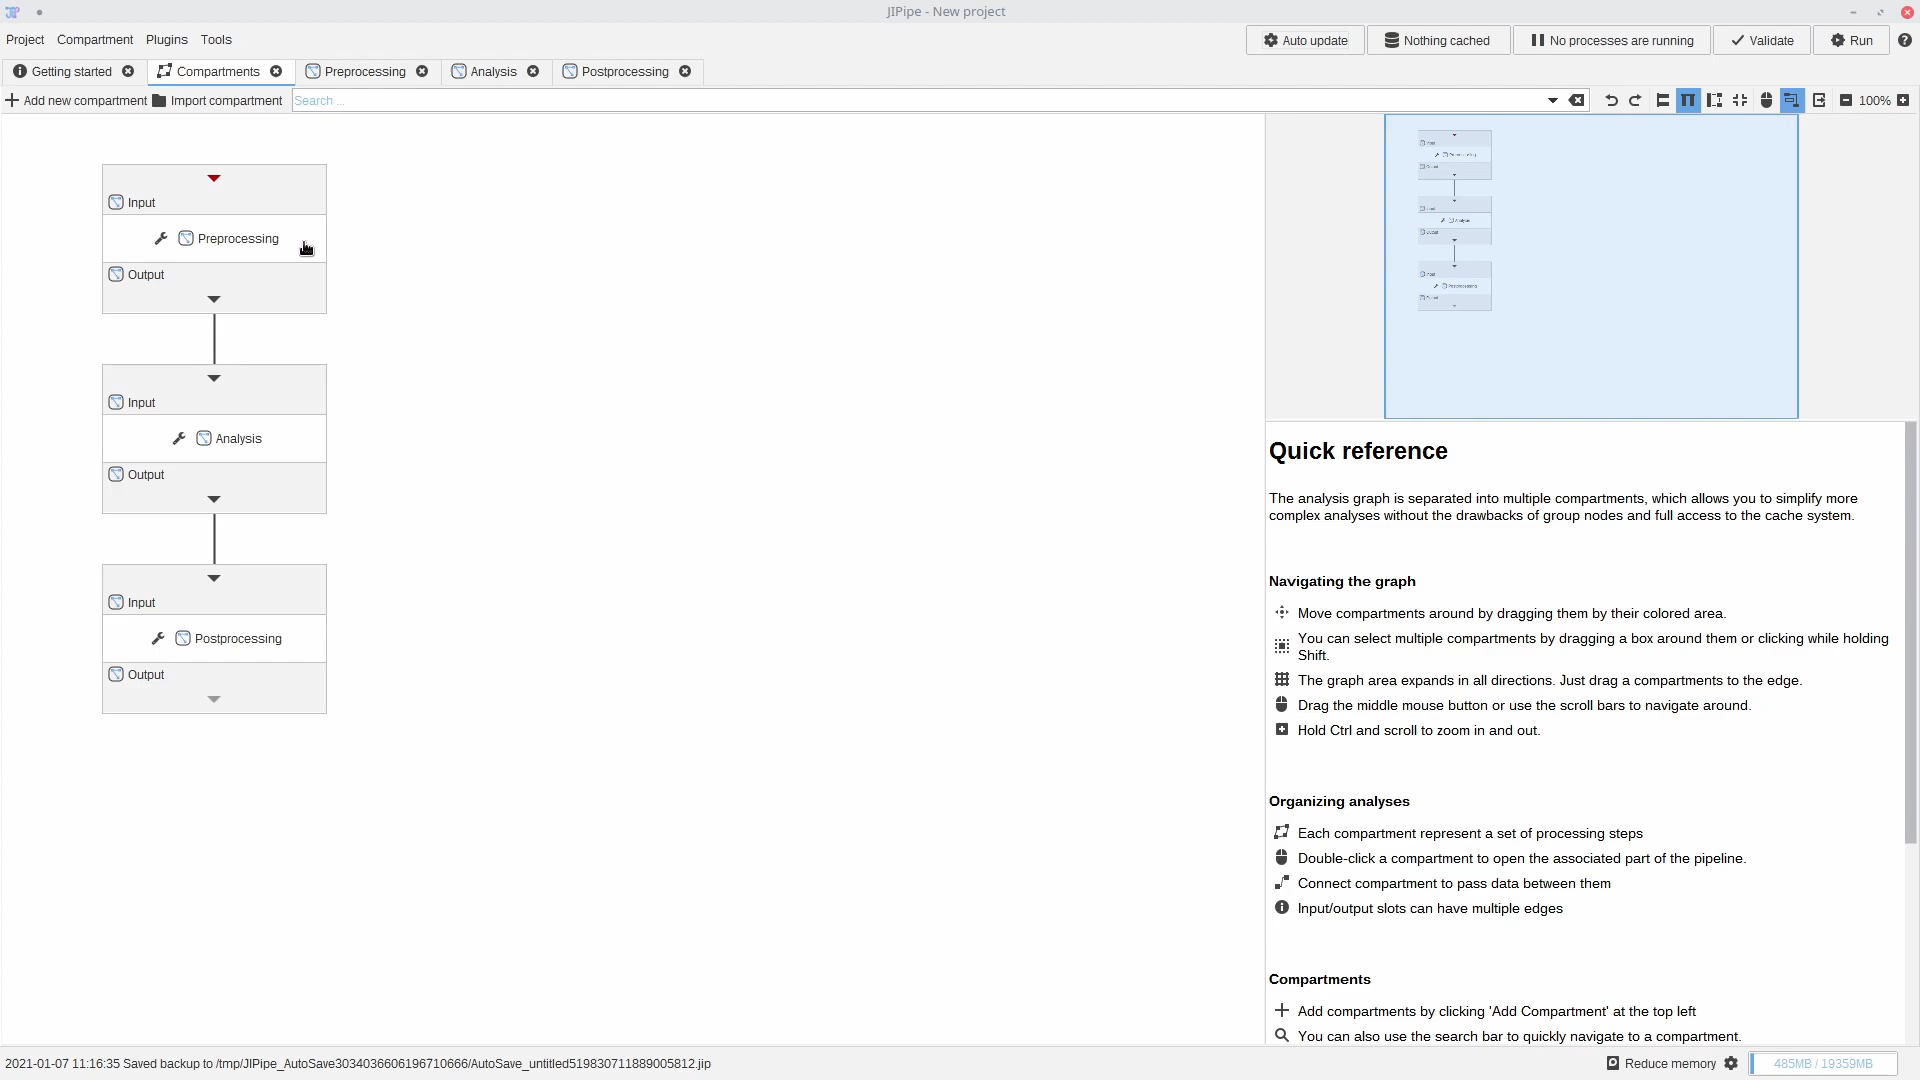 JIPipe - New project
Project Compartment Plugins Tools
Auto update Nothing cached No processes are running Validate Run
Getting started Compartments Preprocessing Analysis Postprocessing
Add new compartment Import compartment Search ... 100%
Input
Preprocessing
Output
Input
Analysis
Output
Input
Postprocessing
Output
Input
Preprocessing
Output
Input
Analysis
Output
Input
Postprocessing
Output
Quick reference
The analysis graph is separated into multiple compartments, which allows you to simplify more
complex analyses without the drawbacks of group nodes and full access to the cache system.
Navigating the graph
Move compartments around by dragging them by their colored area.
You can select multiple compartments by dragging a box around them or clicking while holding
Shift.
The graph area expands in all directions. Just drag a compartments to the edge.
Drag the middle mouse button or use the scroll bars to navigate around.
Hold Ctrl and scroll to zoom in and out.
Organizing analyses
Each compartment represent a set of processing steps
Double-click a compartment to open the associated part of the pipeline.
Connect compartment to pass data between them
Input/output slots can have multiple edges
Compartments
Add compartments by clicking 'Add Compartment' at the top left
You can also use the search bar to quickly navigate to a compartment.
2021-01-07 11:16:35 Saved backup to /tmp/JIPipe_AutoSave3034036606196710666/AutoSave_untitled519830711889005812.jip
Reduce memory 485MB / 19359MB